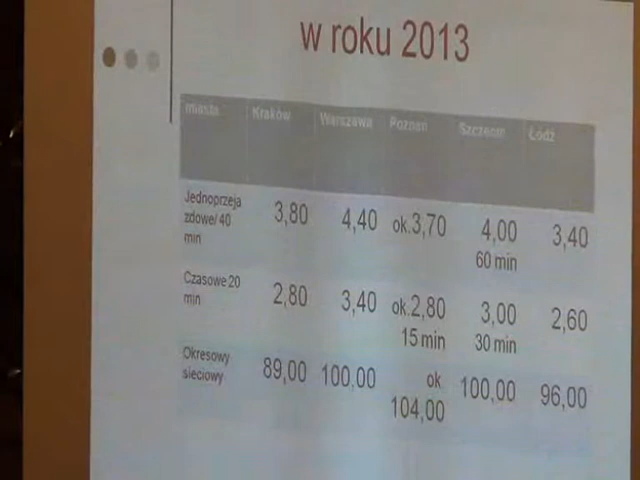 w roku 2013
miasta Kraków Warszawa Poznań Szczecin Łódź
Jednoprzeja
zdowe/40
min
3,80 4,40 ok.3,70 4,00
60 min
3,40
Czasowe 20
min
2,80 3,40 ok.2,80
15 min
3,00
30 min
2,60
Okresowy
sieciowy
89,00 100,00 ok
104,00
100,00 96,00